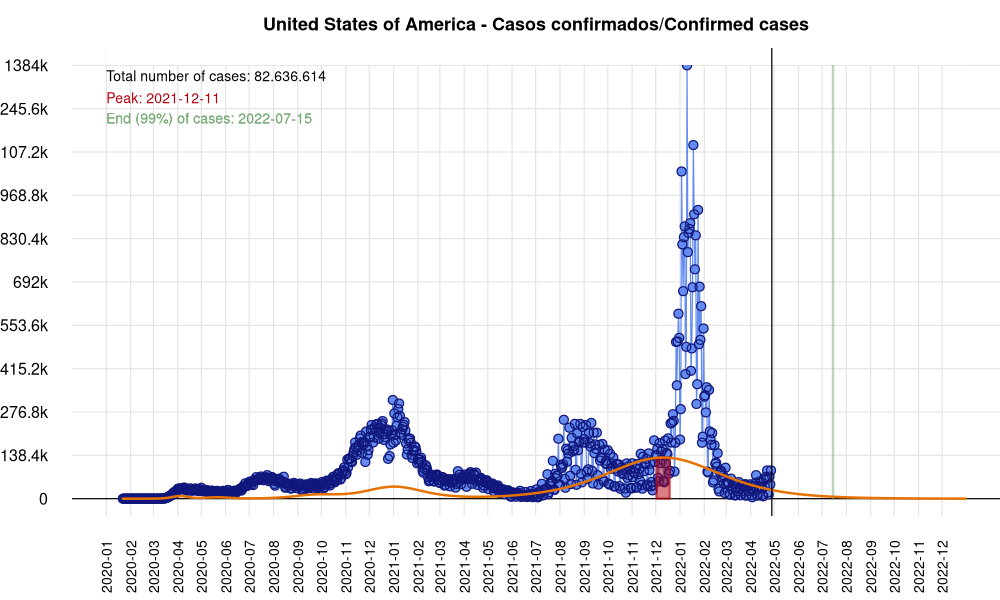 United States of America - Casos confirmados/Confirmed cases
1384k
Total number of cases: 82.636.614
Peak: 2021-12-11
245.6k
End (99%) of cases: 2022-07-15
107.2k
968.8k
830.4k
692k
553.6k
415.2k
276.8k
138.4k
0
2020-01
2020-02
2020-03
2020-04
2020-05
2020-06
2020-07
2020-08
2020-09
2020-10
2020-11
2020-12
2021-01
2021-02
2021-03
2021-04
2021-05
2021-06
2021-07
2021-08
2021-09
2021-10
2021-11
2021-12
2022-01
2022-02
2022-03
2022-04
2022-05
2022-06
2022-07
2022-08
2022-09
2022-10
2022-11
2022-12